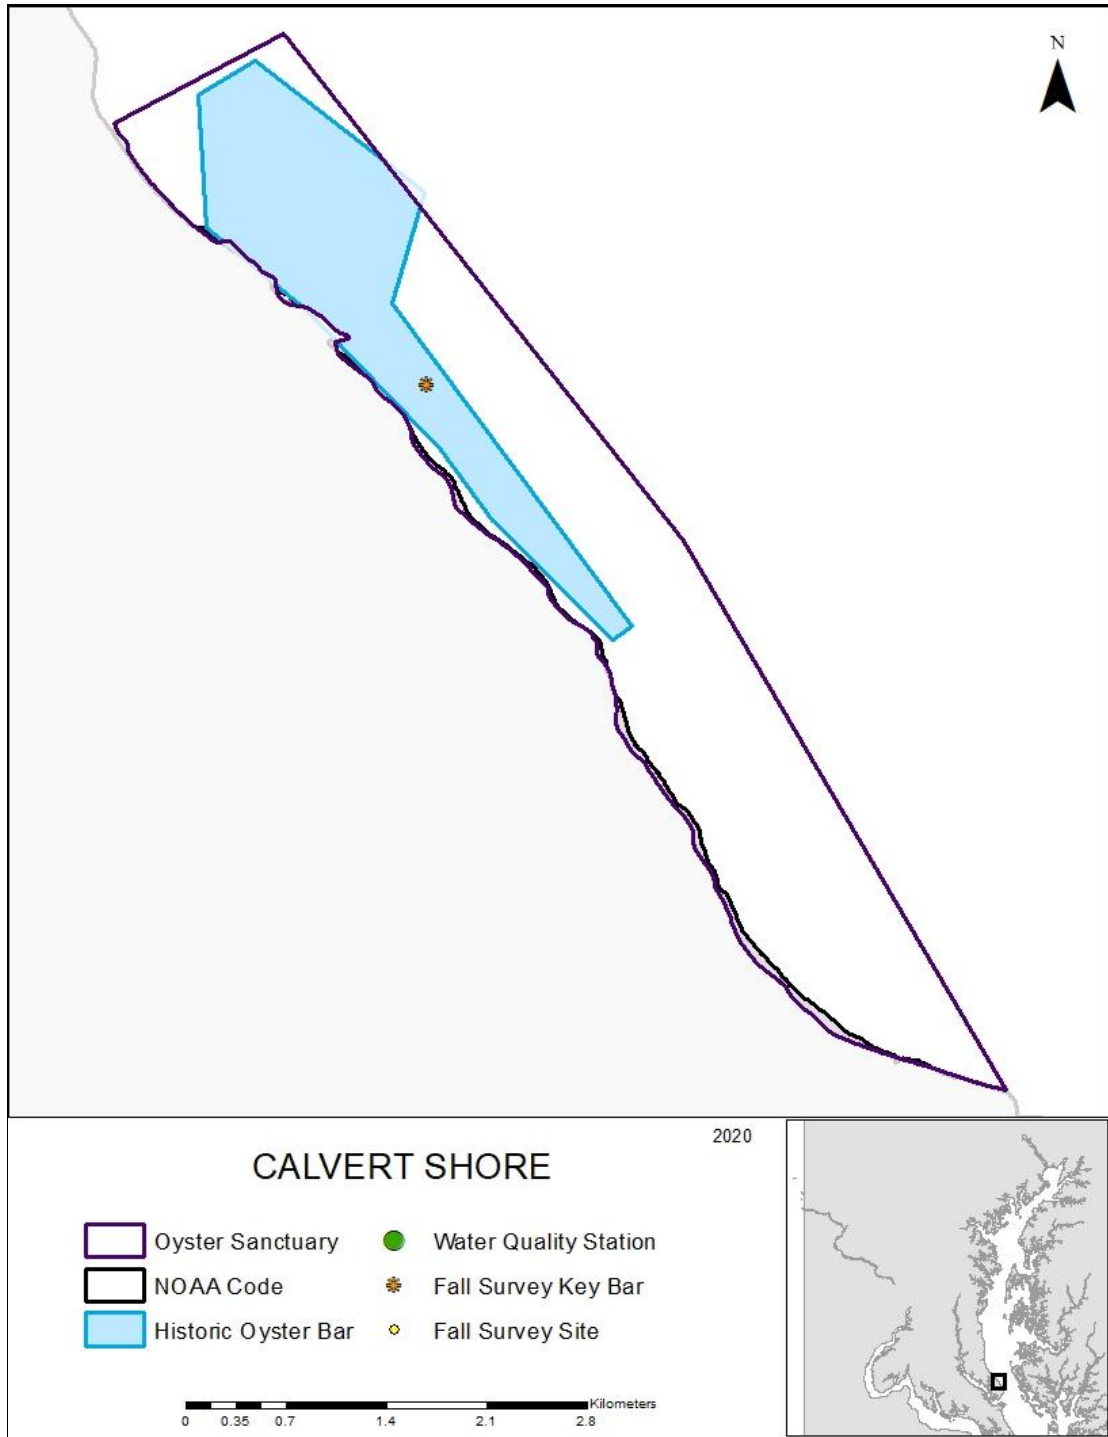 N
2020
CALVERT SHORE
Oyster Sanctuary
NOAA Code
Historic Oyster Bar
Water Quality Station
Fall Survey Key Bar
Fall Survey Site
Kilometers
0 0.35 0.7 1.4 2.1 2.8